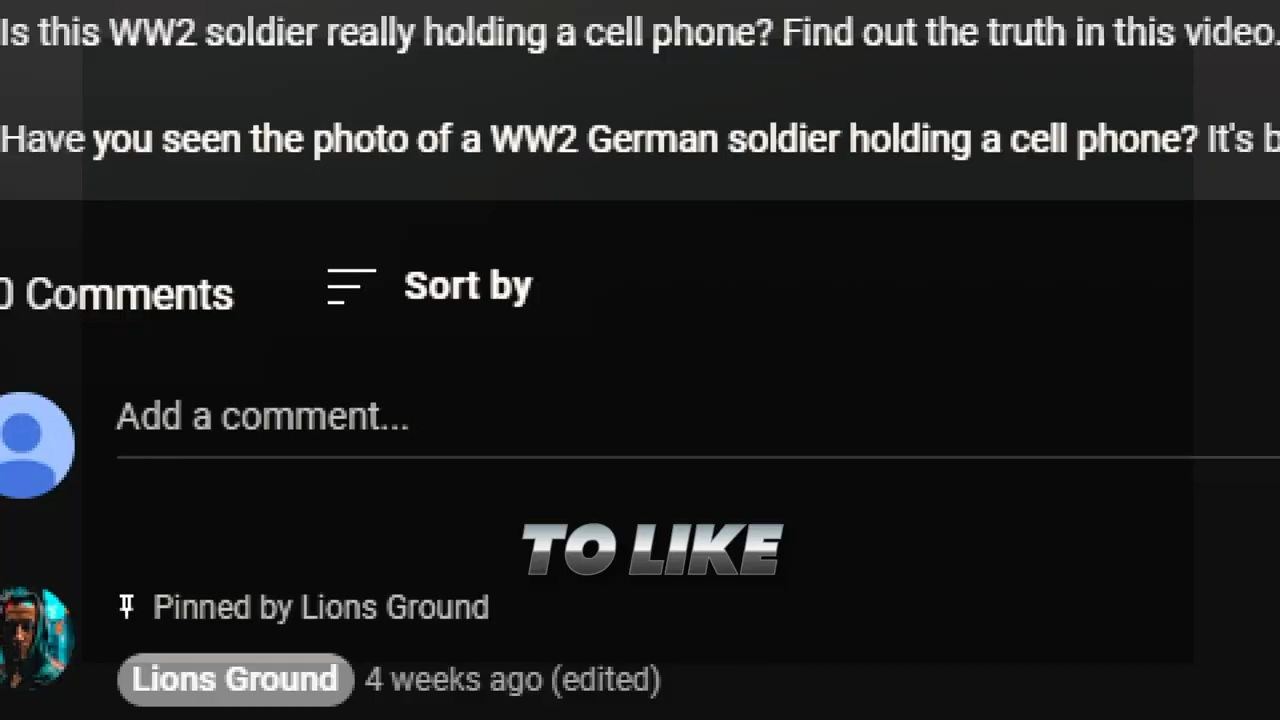 Is this WW2 soldier really holding a cell phone? Find out the truth in this video.
Have you seen the photo of a WW2 German soldier holding a cell phone? It's
0 Comments
Sort by
Add a comment...
TO LIKE
Pinned by Lions Ground
Lions Ground 4 weeks ago (edited)